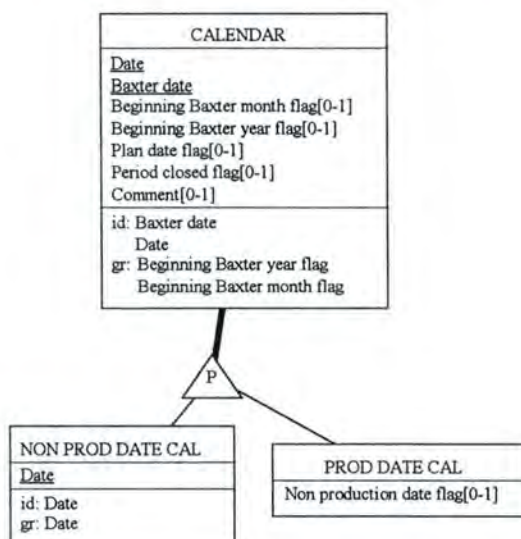 CALENDAR
Date
Baxter date
Beginning Baxter month flag[0-1]
Beginning Baxter year flag[0-1]
Plan date flag[0-1]
Period closed flag[0-1]
Comment[0-1]
id: Baxter date
Date
gr: Beginning Baxter year flag
Beginning Baxter month flag
P
NON PROD DATE CAL
Date
id: Date
gr: Date
PROD DATE CAL
Non production date flag[0-1]